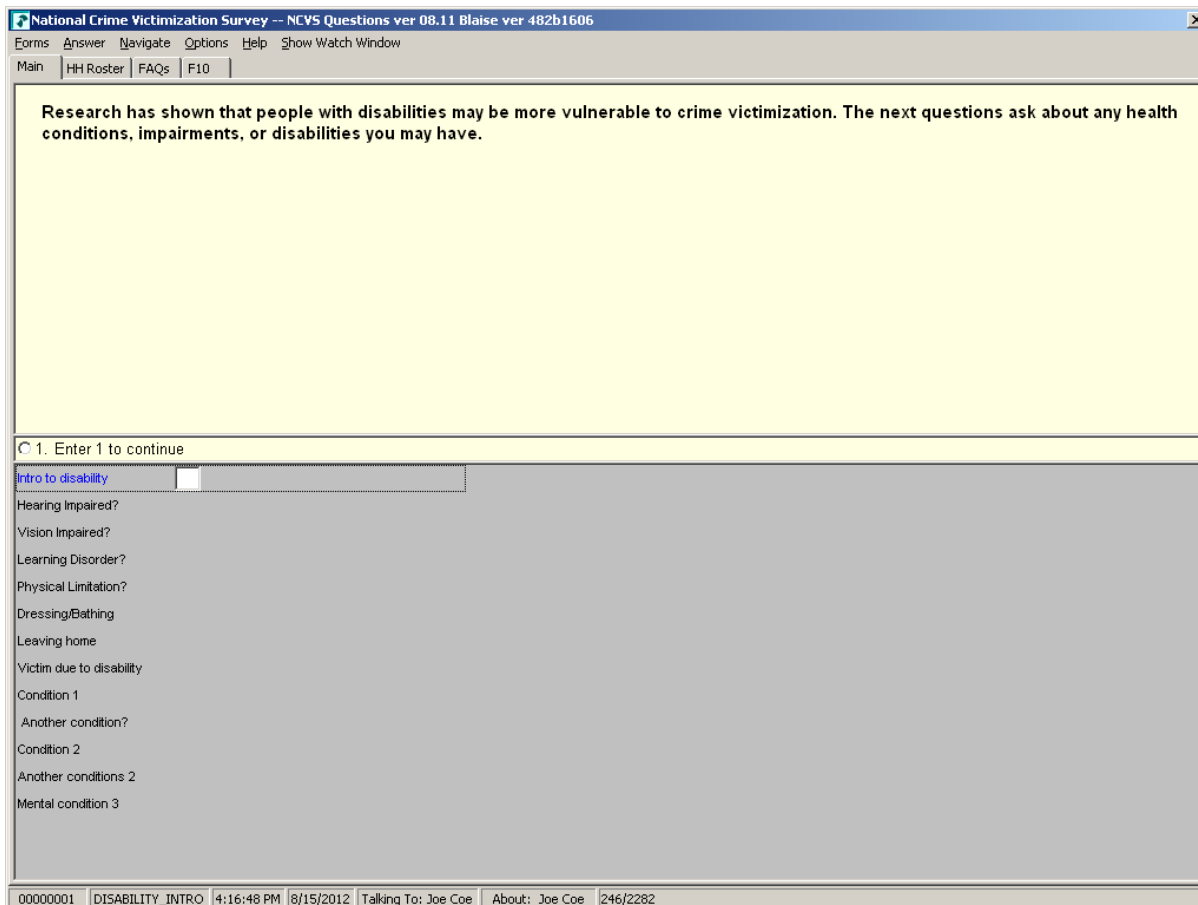 National Crime Victimization Survey -- NCVS Questions ver 08.11 Blaise ver 482b1606
Forms Answer Navigate Options Help Show Watch Window
Main HH Roster FAQs F10
Research has shown that people with disabilities may be more vulnerable to crime victimization. The next questions ask about any health
conditions, impairments, or disabilities you may have.
1. Enter 1 to continue
Intro to disability
Hearing Impaired?
Vision Impaired?
Learning Disorder?
Physical Limitation?
Dressing/Bathing
Leaving home
Victim due to disability
Condition 1
Another condition?
Condition 2
Another conditions 2
Mental condition 3
00000001 DISABILITY_INTRO 4:16:48 PM 8/15/2012 Talking To: Joe Coe About: Joe Coe 246/2282